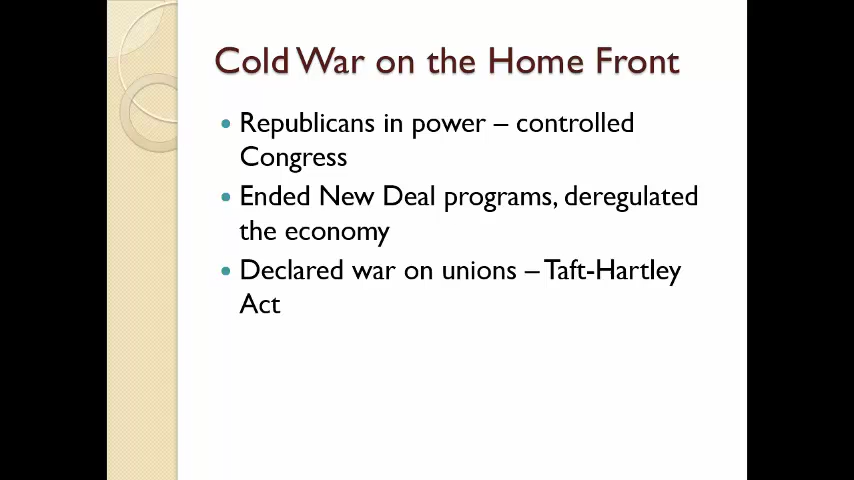 Cold War on the Home Front
• Republicans in power – controlled
Congress
• Ended New Deal programs, deregulated
the economy
• Declared war on unions – Taft-Hartley
Act